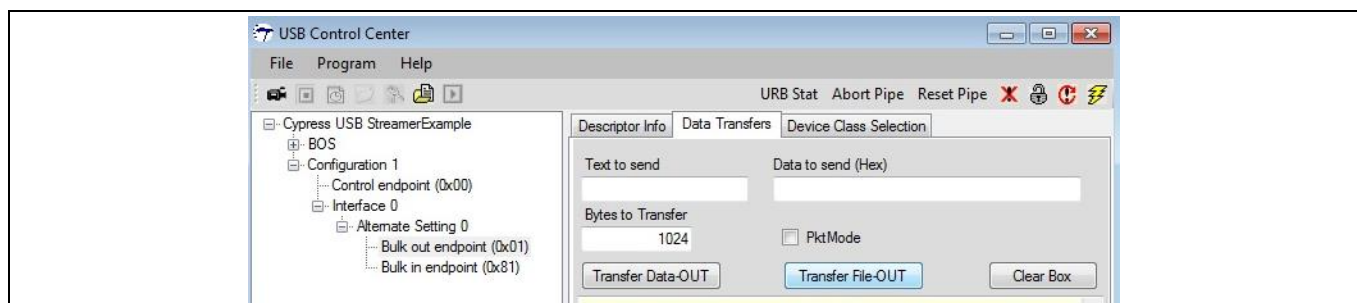 USB Control Center
File Program Help
URB Stat Abort Pipe Reset Pipe
Cypress USB StreamerExample
BOS
Configuration 1
Control endpoint (0x00)
Interface 0
Alternate Setting 0
Bulk out endpoint (0x01)
Bulk in endpoint (0x81)
Descriptor Info Data Transfers Device Class Selection
Text to send Data to send (Hex)
Bytes to Transfer
1024 PktMode
Transfer Data-OUT Transfer File-OUT Clear Box